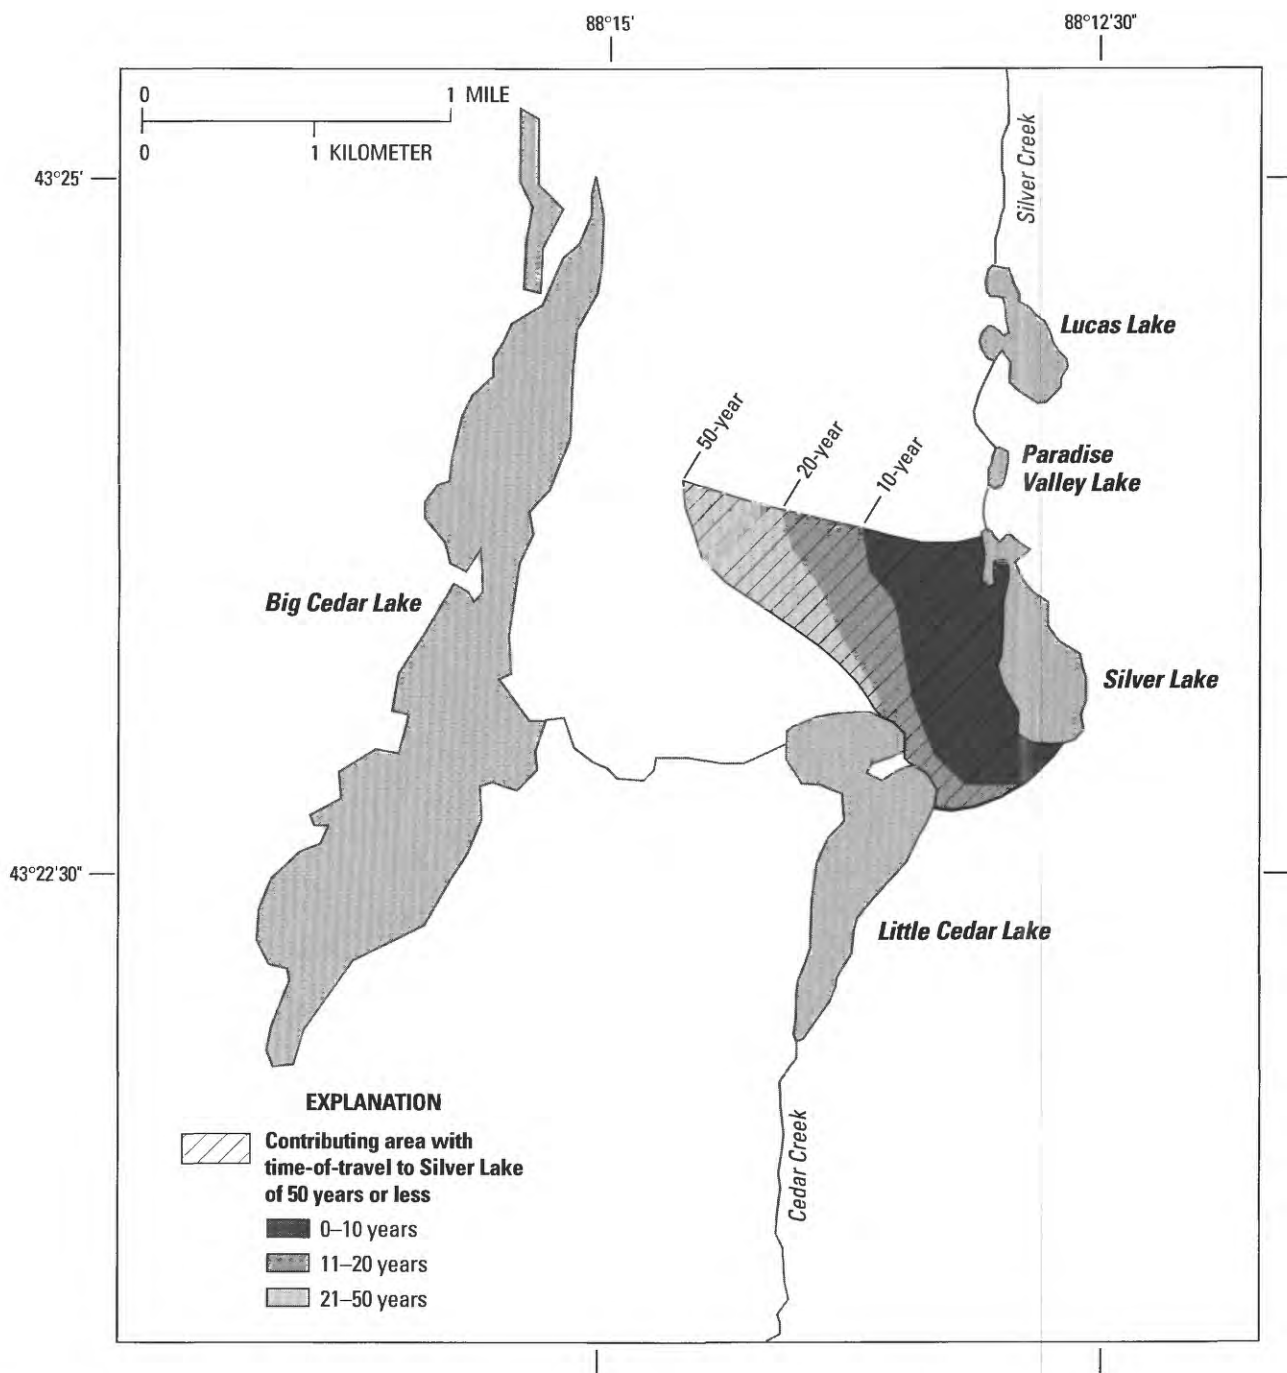 88°15'
88°12'30"
0
1 MILE
0
1 KILOMETER
43°25'
Silver Creek
Lucas Lake
50-year
20-year
10-year
Paradise
Valley Lake
Big Cedar Lake
Silver Lake
43°22'30"
Little Cedar Lake
Cedar Creek
EXPLANATION
Contributing area with
time-of-travel to Silver Lake
of 50 years or less
0–10 years
11–20 years
21–50 years